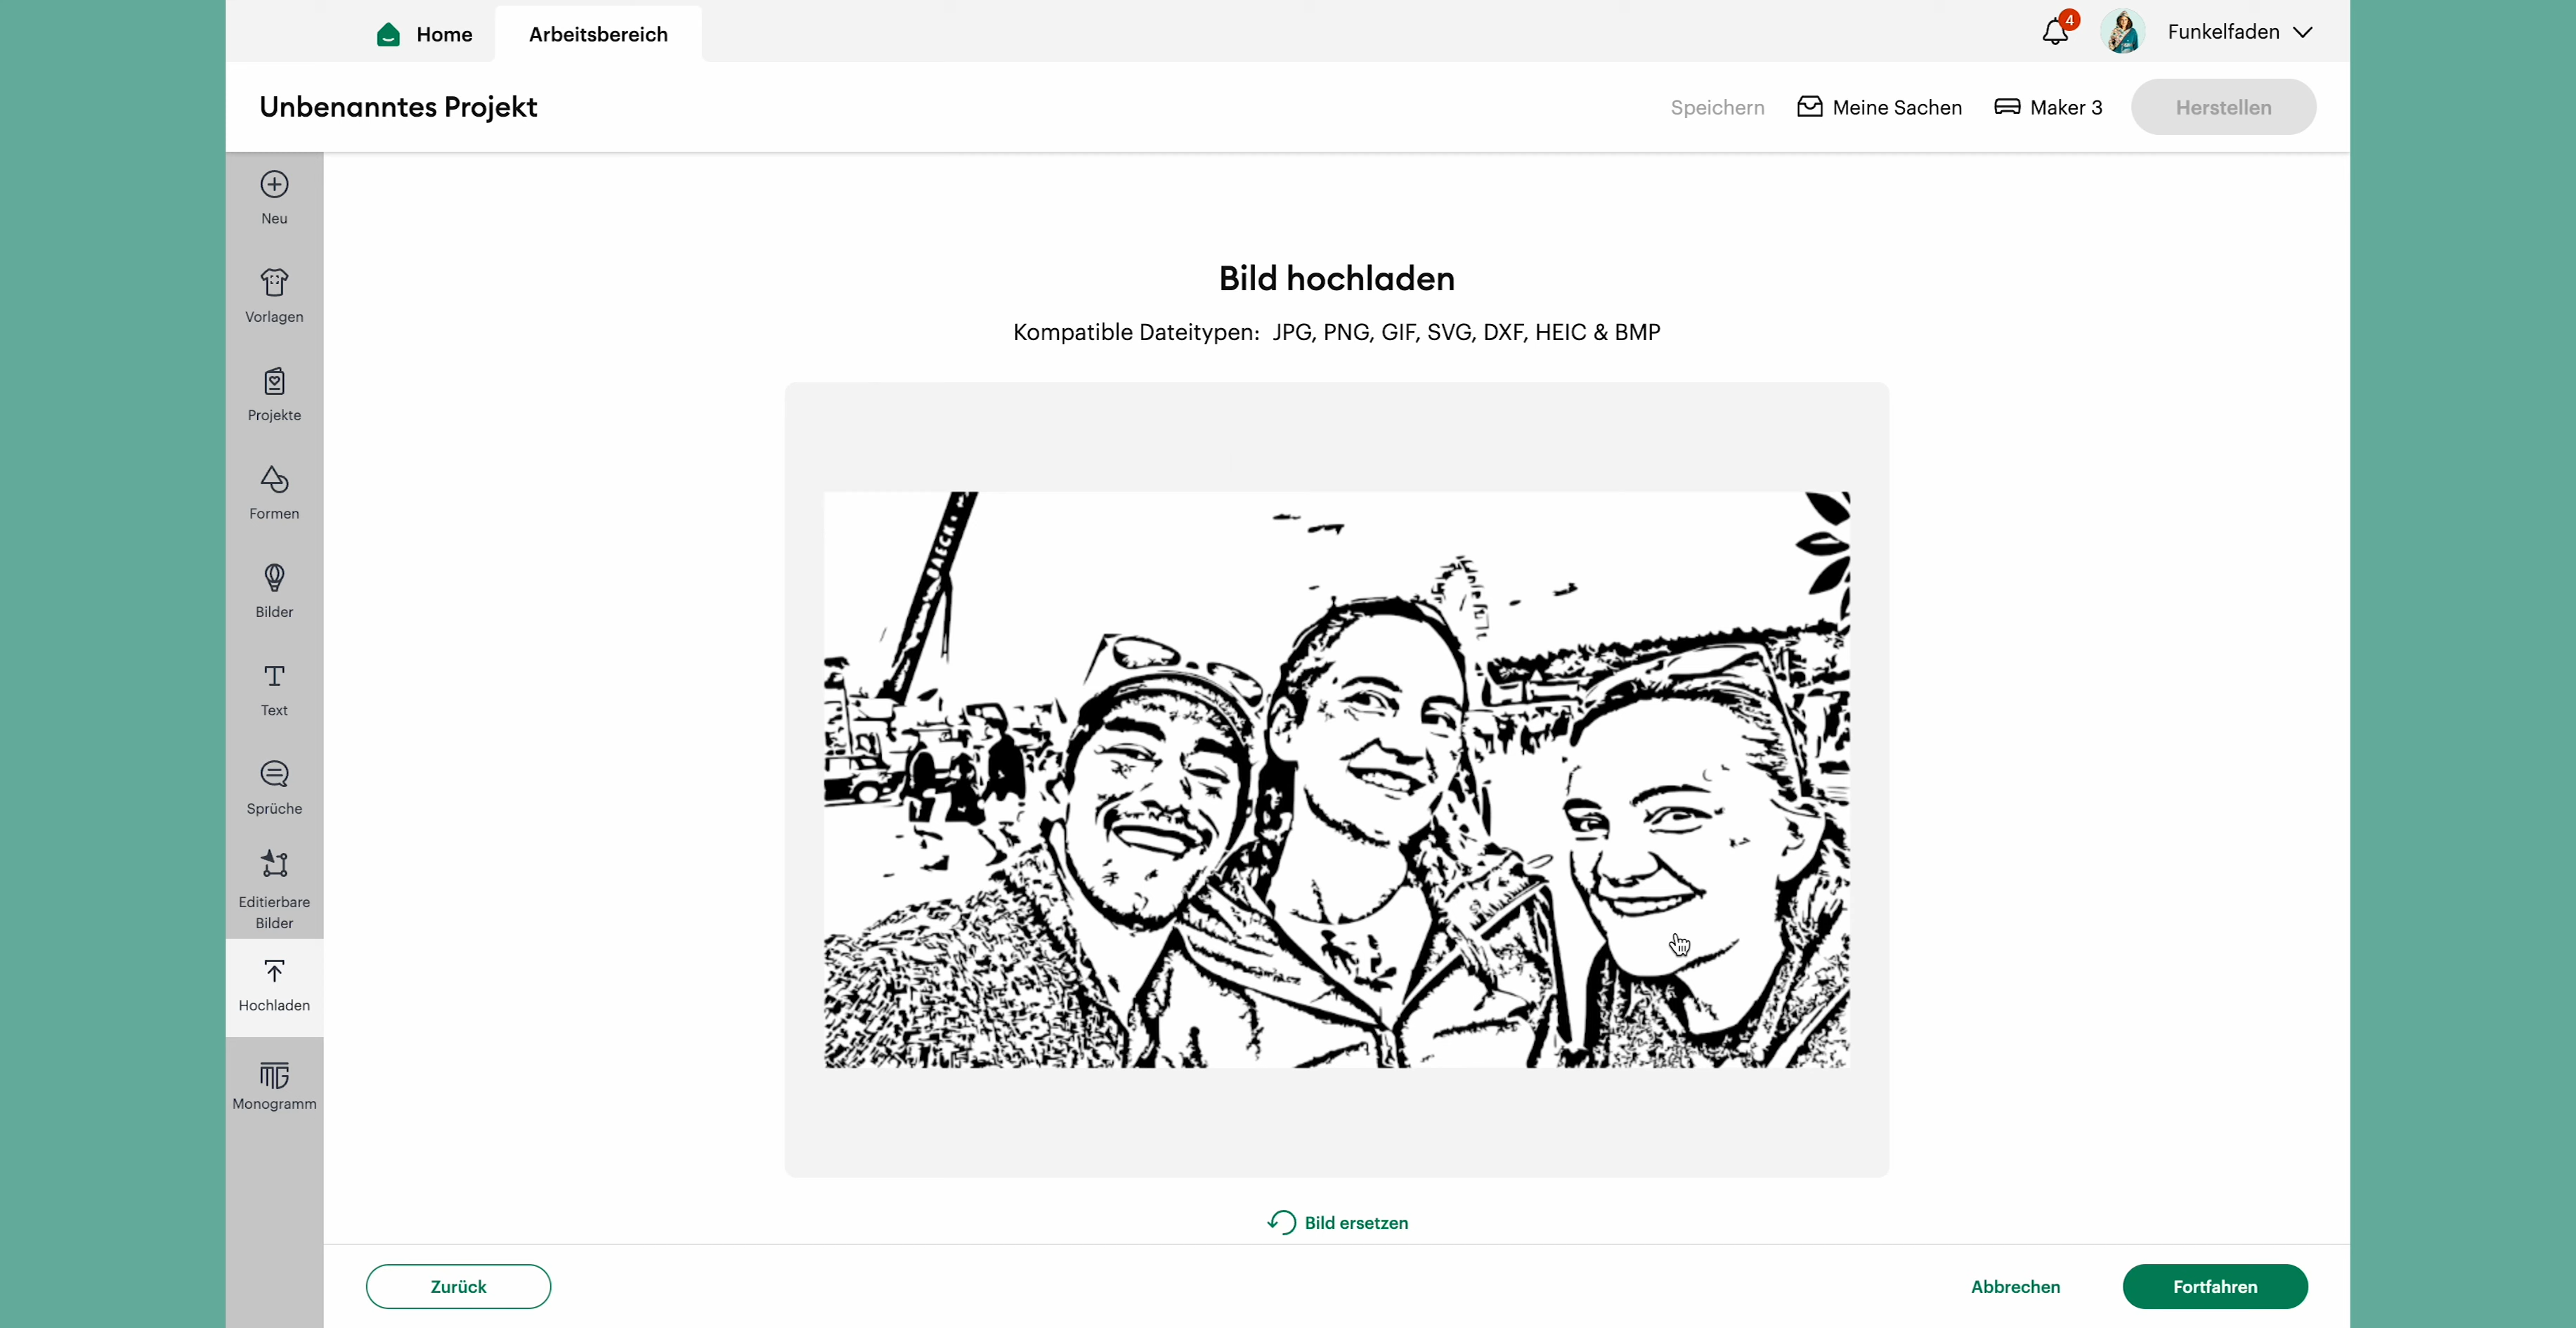 Home
Arbeitsbereich
4
Funkelfaden
Unbenanntes Projekt
Speichern
Meine Sachen
Maker 3
Herstellen
Neu
Vorlagen
Projekte
Formen
Bilder
Text
Sprüche
Editierbare
Bilder
Hochladen
Monogramm
Bild hochladen
Kompatible Dateitypen: JPG, PNG, GIF, SVG, DXF, HEIC & BMP
Bild ersetzen
Zurück
Abbrechen
Fortfahren